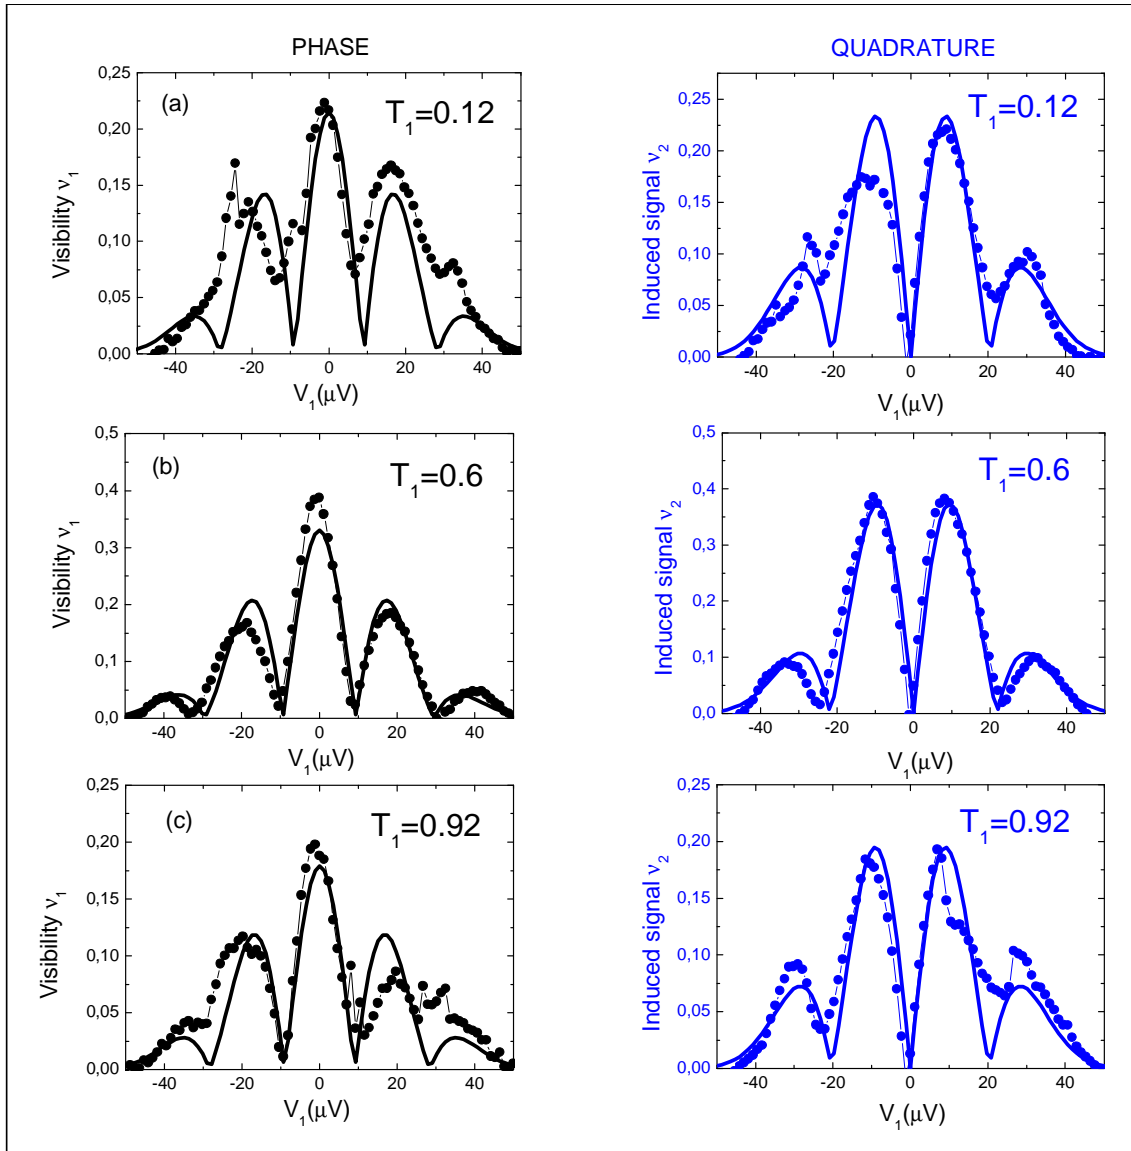 PHASE
QUADRATURE
(a)
T₁=0.12
Visibility ν₁
0,25
0,20
0,15
0,10
0,05
0,00
-40 -20 0 20 40
V₁(μV)
T₁=0.12
Induced signal ν₂
0,25
0,20
0,15
0,10
0,05
0,00
-40 -20 0 20 40
V₁(μV)
(b)
T₁=0.6
Visibility ν₁
0,5
0,4
0,3
0,2
0,1
0,0
-40 -20 0 20 40
V₁(μV)
T₁=0.6
Induced signal ν₂
0,5
0,4
0,3
0,2
0,1
0,0
-40 -20 0 20 40
V₁(μV)
(c)
T₁=0.92
Visibility ν₁
0,25
0,20
0,15
0,10
0,05
0,00
-40 -20 0 20 40
V₁(μV)
T₁=0.92
Induced signal ν₂
0,25
0,20
0,15
0,10
0,05
0,00
-40 -20 0 20 40
V₁(μV)